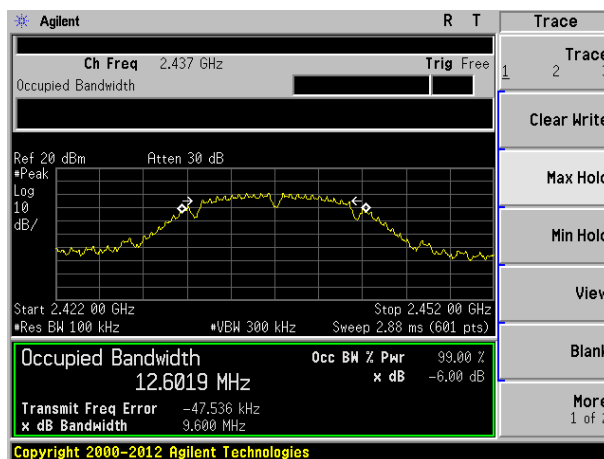 Agilent R T Trace
Ch Freq 2.437 GHz Trig Free
Occupied Bandwidth
Trace
1 2
Clear Write
Max Hold
Min Hold
View
Blank
More
1 of 2
Ref 20 dBm Atten 30 dB
#Peak
Log
10
dB/
Start 2.422 00 GHz Stop 2.452 00 GHz
#Res BW 100 kHz #VBW 300 kHz Sweep 2.88 ms (601 pts)
Occupied Bandwidth Occ BW % Pwr 99.00 %
12.6019 MHz x dB -6.00 dB
Transmit Freq Error -47.536 kHz
x dB Bandwidth 9.600 MHz
Copyright 2000-2012 Agilent Technologies